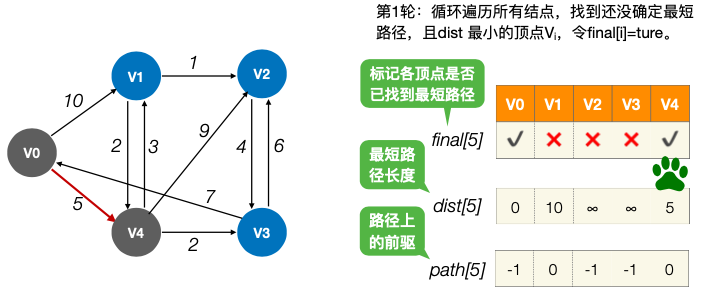 第1轮：循环遍历所有结点，找到还没确定最短
路径，且dist 最小的顶点Vi，令final[i]=ture。
标记各顶点是否
已找到最短路径
V0 V1 V2 V3 V4
final[5] ✓ ✕ ✕ ✕ ✓
最短路
径长度
dist[5] 0 10 ∞ ∞ 5
路径上
的前驱
path[5] -1 0 -1 -1 0
1
V1 V2
10
9
2 3 4 6
V0
7
5
V4 V3
2